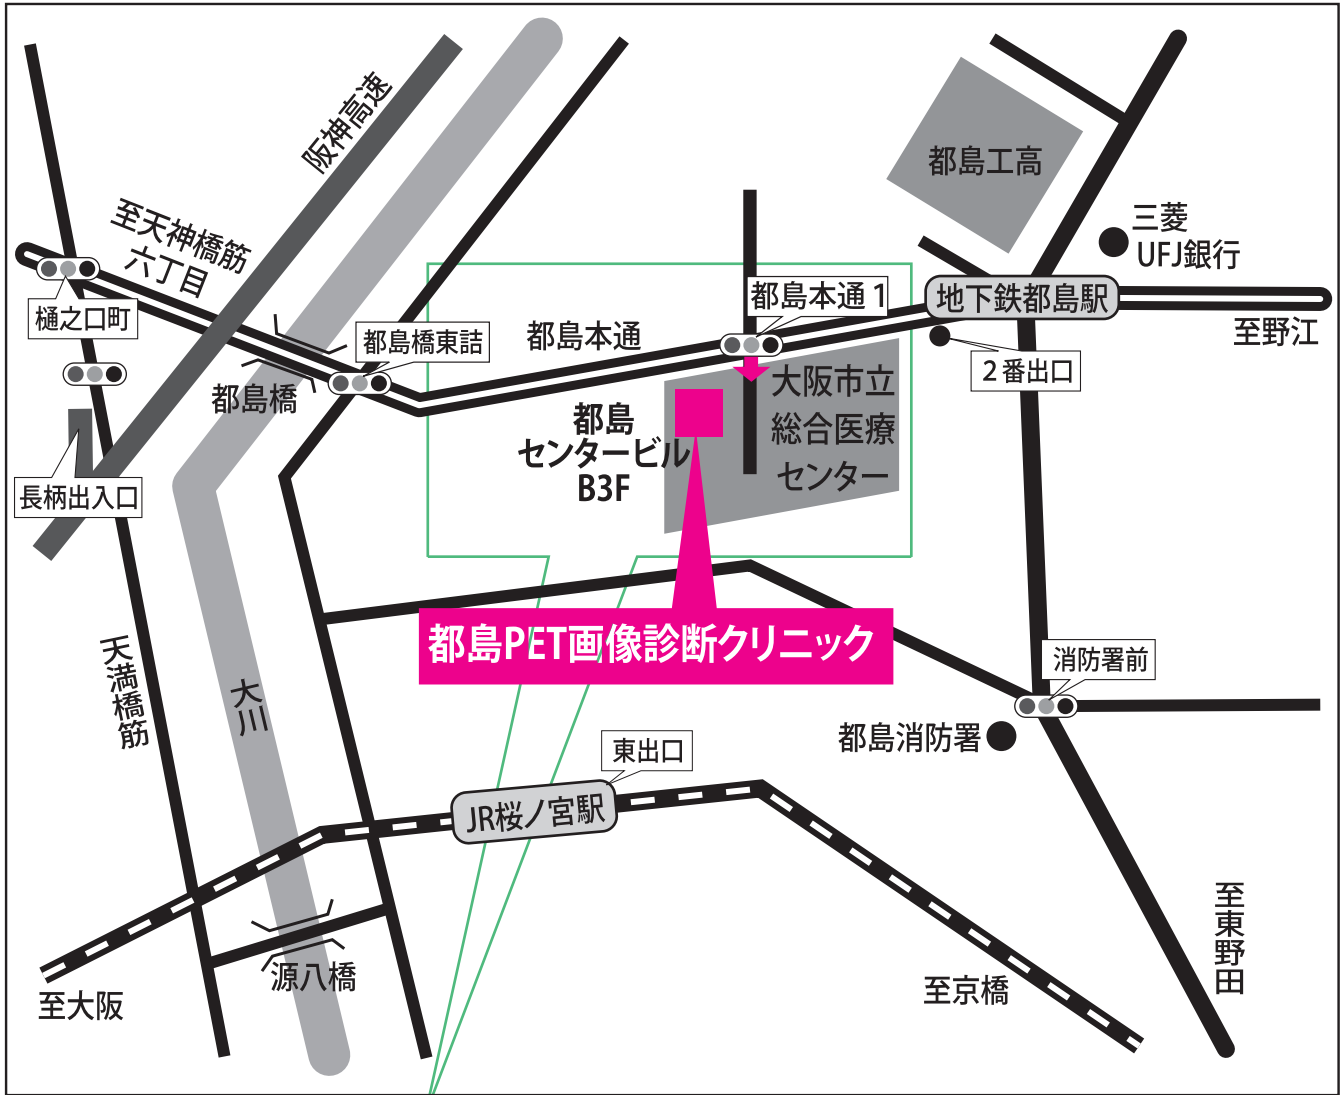 阪神高速
至天神橋筋
六丁目
都島工高
三菱
UFJ銀行
樋之口町
都島橋東詰
都島本通
都島本通1
地下鉄都島駅
至野江
2番出口
都島橋
都島
センタービル
B3F
大阪市立
総合医療
センター
長柄出入口
都島PET画像診断クリニック
天満橋筋
大川
消防署前
都島消防署
東出口
JR桜ノ宮駅
至東野田
源八橋
至大阪
至京橋